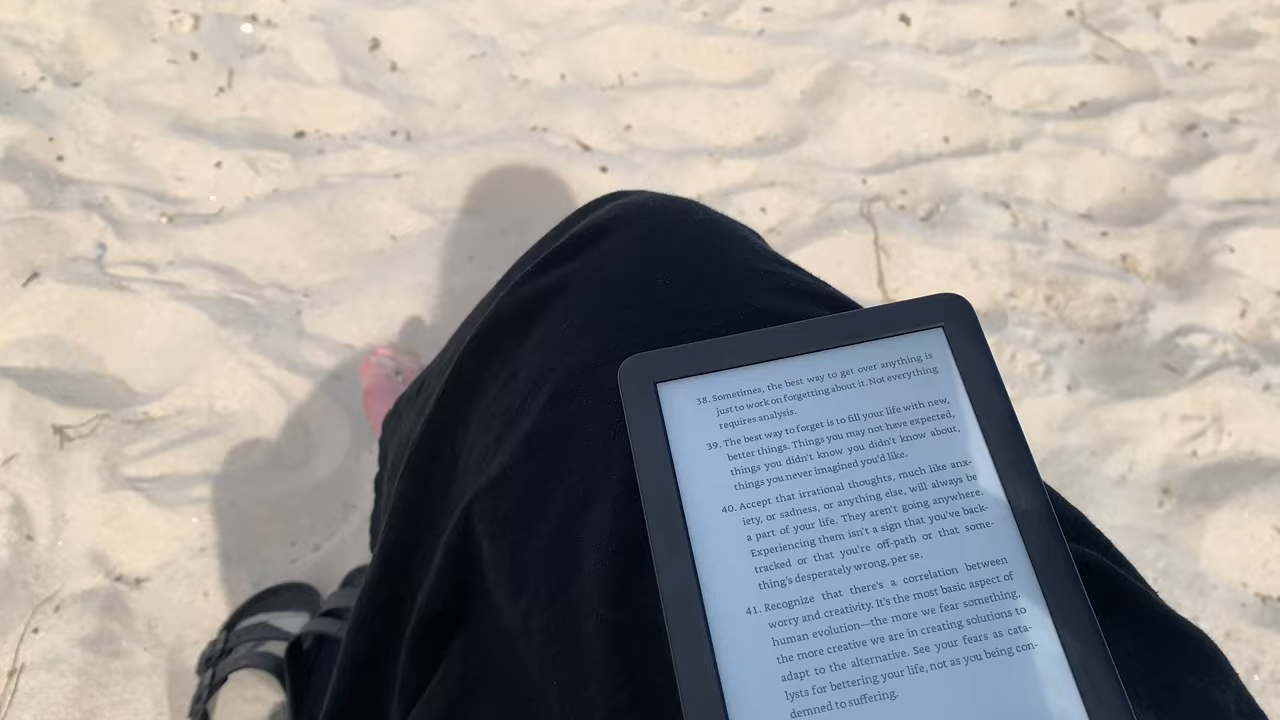 38. Sometimes, the best way to get over anything is
just to work on forgetting about it. Not everything
requires analysis.
39. The best way to forget is to fill your life with new,
better things. Things you may not have expected,
things you didn't know you didn't know about,
things you never imagined you'd like.
40. Accept that irrational thoughts, much like anx-
iety, or sadness, or anything else, will always be
a part of your life. They aren't going anywhere.
Experiencing them isn't a sign that you've back-
tracked or that you're off-path or that some-
thing's desperately wrong, per se.
41. Recognize that there's a correlation between
worry and creativity. It's the most basic aspect of
human evolution—the more we fear something,
the more creative we are in creating solutions to
adapt to the alternative. See your fears as cata-
lysts for bettering your life, not as you being con-
demned to suffering.